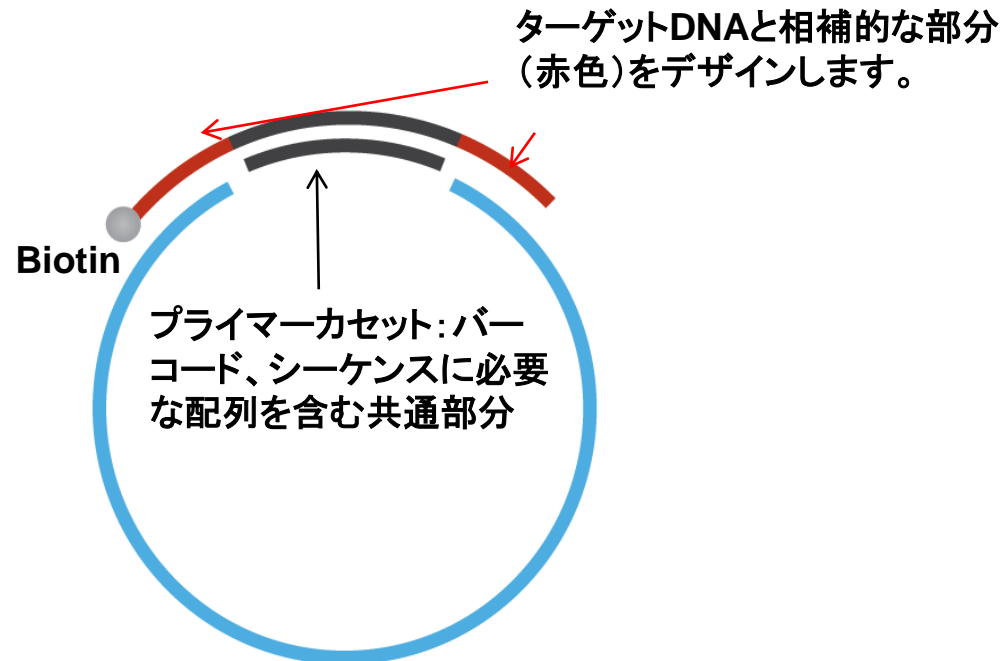 ターゲットDNAと相補的な部分
（赤色）をデザインします。
Biotin
プライマーカセット：バー
コード、シーケンスに必要
な配列を含む共通部分